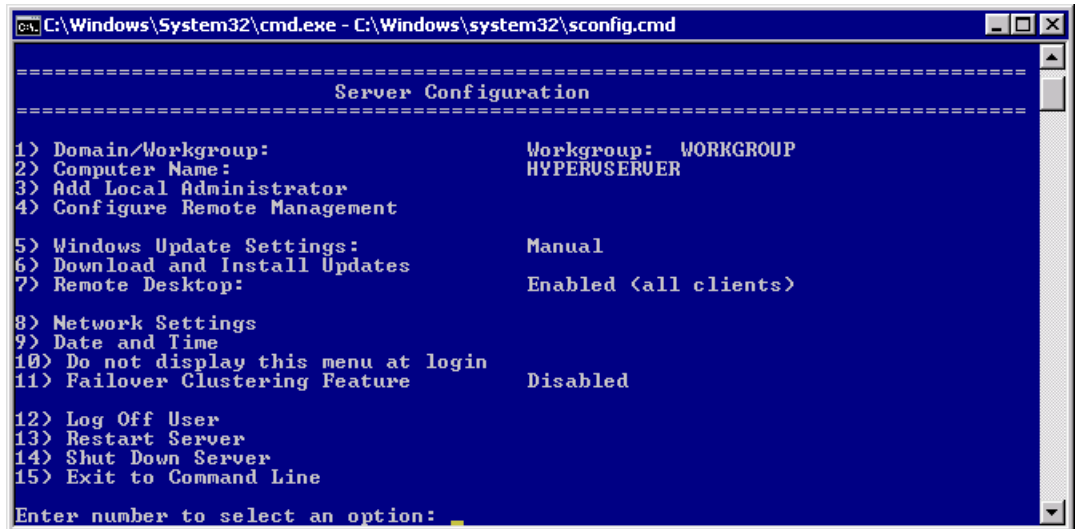 C:\Windows\System32\cmd.exe - C:\Windows\system32\sconfig.cmd
===============================================================================
Server Configuration
===============================================================================
1) Domain/Workgroup: Workgroup: WORKGROUP
2) Computer Name: HYPERVSERVER
3) Add Local Administrator
4) Configure Remote Management
5) Windows Update Settings: Manual
6) Download and Install Updates
7) Remote Desktop: Enabled (all clients)
8) Network Settings
9) Date and Time
10) Do not display this menu at login
11) Failover Clustering Feature Disabled
12) Log Off User
13) Restart Server
14) Shut Down Server
15) Exit to Command Line
Enter number to select an option: _